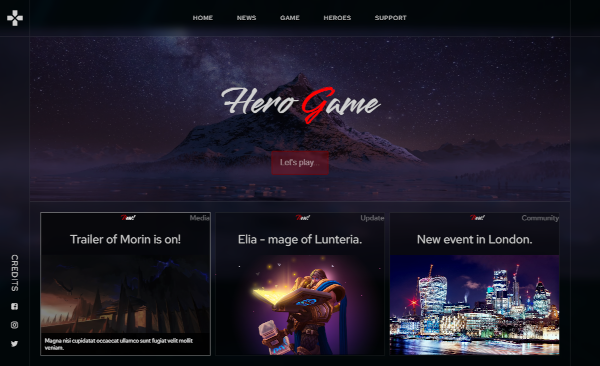 HOME NEWS GAME HEROES SUPPORT
Hero Game
Let's play...
Media
Trailer of Morin is on!
Magna nisi cupidatat occaecat ullamco sunt fugiat velit mollit
veniam.
Update
Elia - mage of Lunteria.
Community
New event in London.
CREDITS